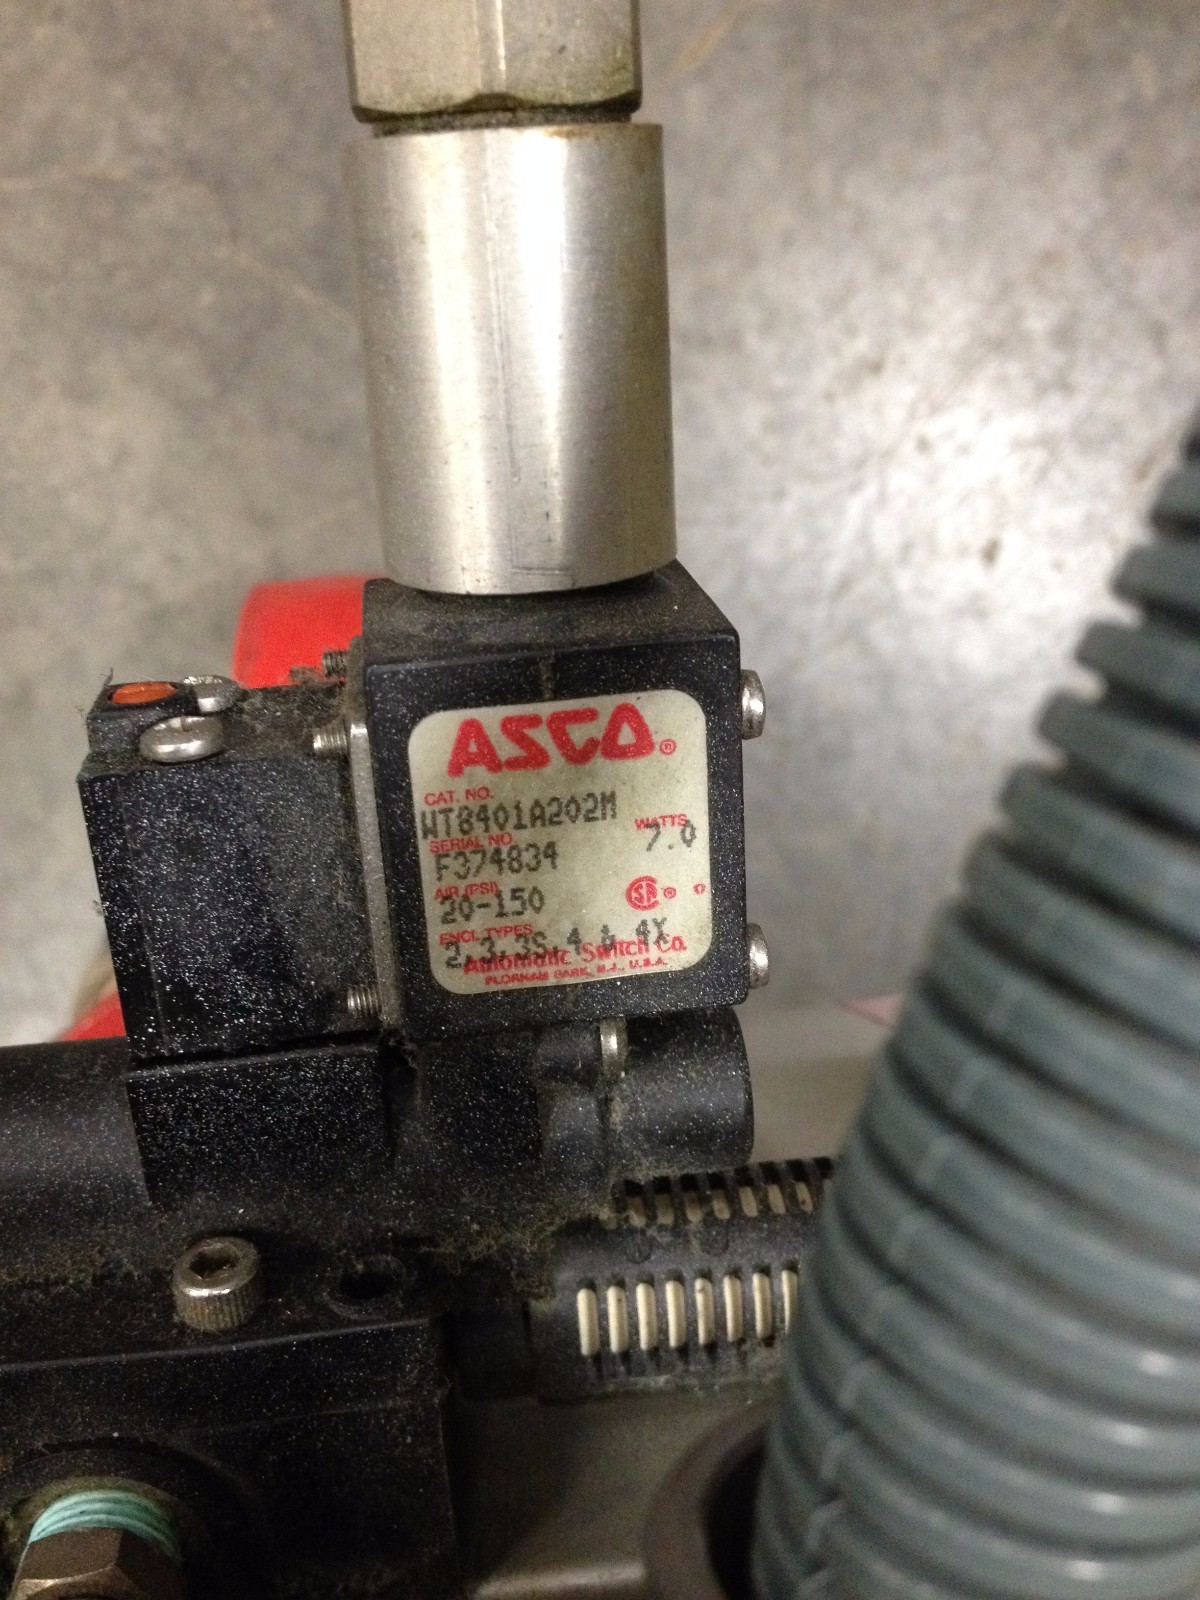 ASCO®
CAT. NO.
WT8401A202M
SERIAL NO.
WATTS
F374834
7.0
AIR (PSI)
20-150
SA ®
ENCL TYPES
2,3,3S,4 & 4X
Automatic Switch Co.
FLORHAM PARK, N.J., U.S.A.